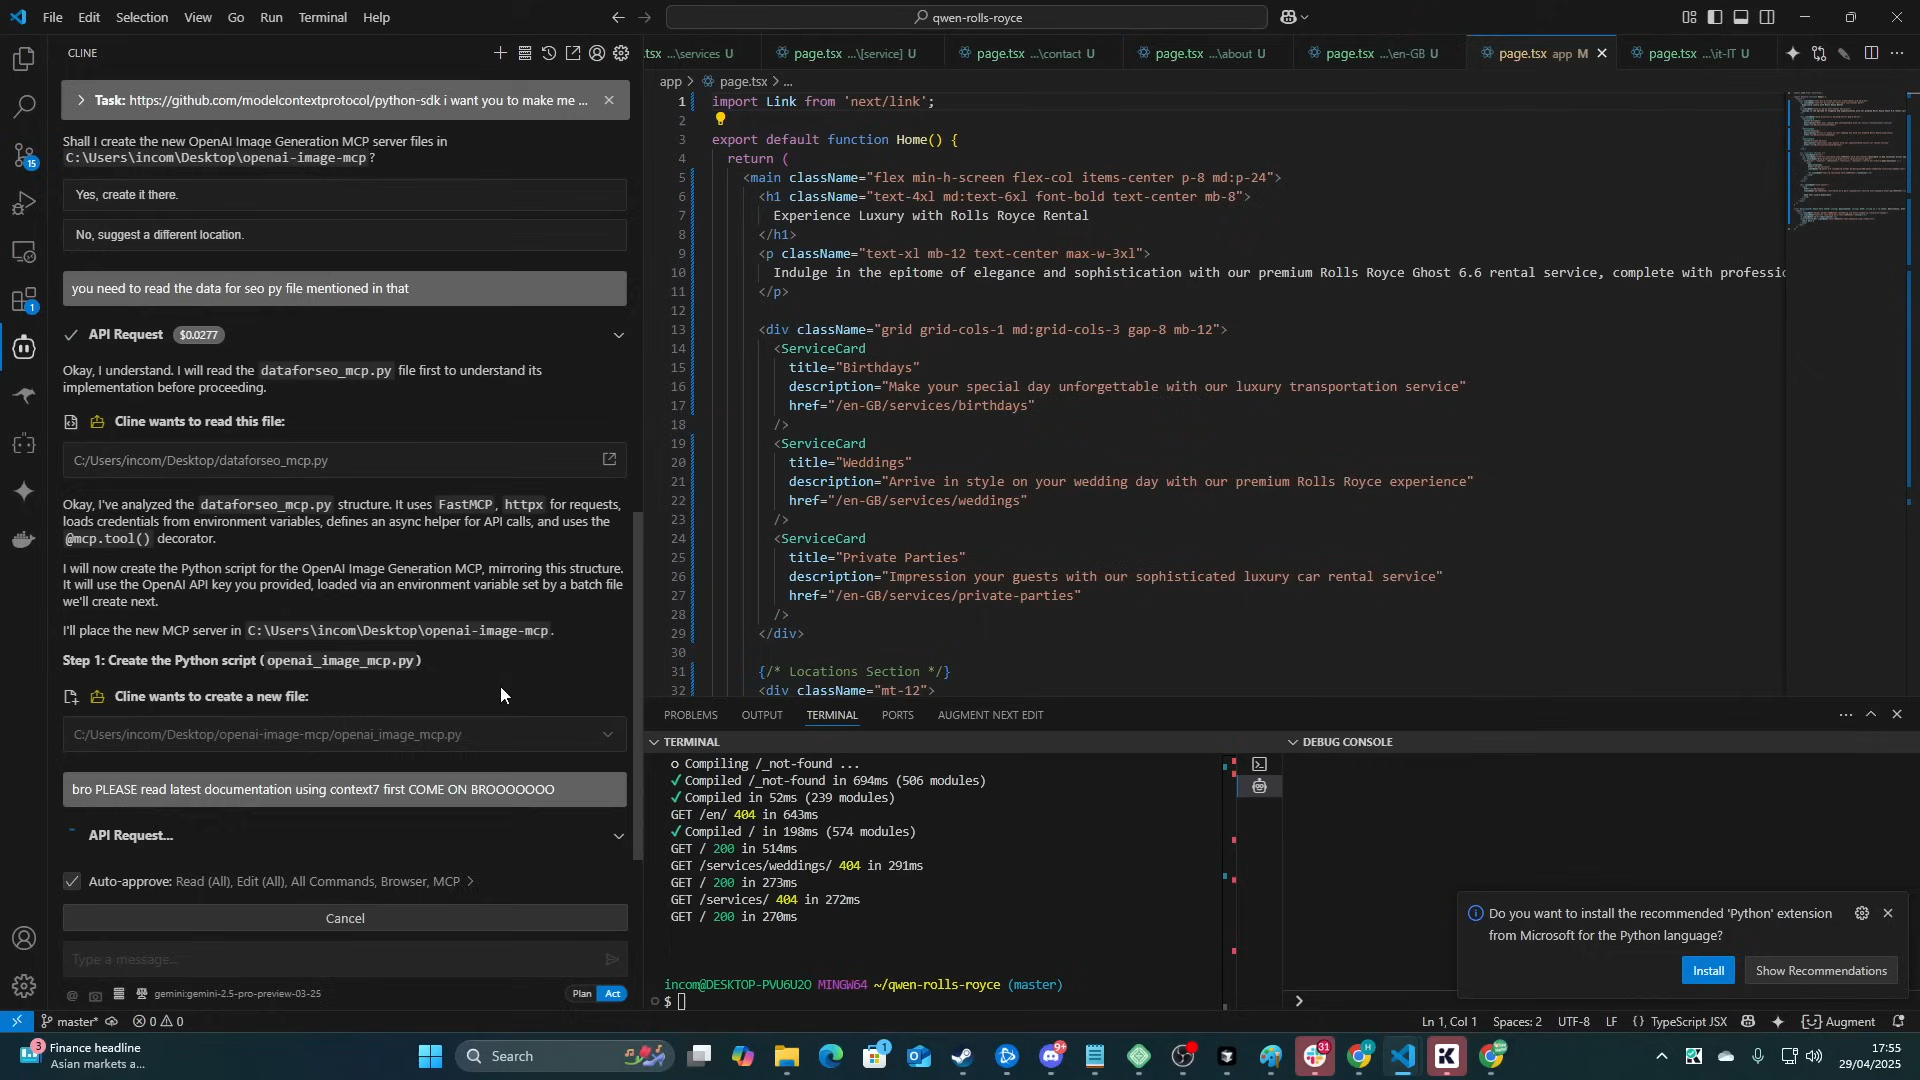 File Edit Selection View Go Run Terminal Help
qwen-rolls-royce
CLINE
Task: https://github.com/modelcontextprotocol/python-sdk i want you to make me ...
Shall I create the new OpenAI Image Generation MCP server files in
C:\Users\incom\Desktop\openai-image-mcp ?
Yes, create it there.
No, suggest a different location.
you need to read the data for seo py file mentioned in that
API Request $0.0277
Okay, I understand. I will read the dataforseo_mcp.py file first to understand its
implementation before proceeding.
Cline wants to read this file:
C:/Users/incom/Desktop/dataforseo_mcp.py
Okay, I've analyzed the dataforseo_mcp.py structure. It uses FastMCP, httpx for requests,
loads credentials from environment variables, defines an async helper for API calls, and uses the
@mcp.tool() decorator.
I will now create the Python script for the OpenAI Image Generation MCP, mirroring this structure.
It will use the OpenAI API key you provided, loaded via an environment variable set by a batch file
we'll create next.
I'll place the new MCP server in C:\Users\incom\Desktop\openai-image-mcp.
Step 1: Create the Python script (openai_image_mcp.py)
Cline wants to create a new file:
C:/Users/incom/Desktop/openai-image-mcp/openai_image_mcp.py
bro PLEASE read latest documentation using context7 first COME ON BROOOOOOO
API Request...
Auto-approve: Read (All), Edit (All), All Commands, Browser, MCP
Cancel
Type a message...
gemini:gemini-2.5-pro-preview-03-25
Plan Act
15
1
.tsx ...\services U
page.tsx ...\[service] U
page.tsx ...\contact U
page.tsx ...\about U
page.tsx ...\en-GB U
page.tsx app M
page.tsx ...\it-IT U
app > page.tsx > ...
1 import Link from 'next/link';
2
3 export default function Home() {
4 return (
5 <main className="flex min-h-screen flex-col items-center p-8 md:p-24">
6 <h1 className="text-4xl md:text-6xl font-bold text-center mb-8">
7 Experience Luxury with Rolls Royce Rental
8 </h1>
9 <p className="text-xl mb-12 text-center max-w-3xl">
10 Indulge in the epitome of elegance and sophistication with our premium Rolls Royce Ghost 6.6 rental service, complete with professio
11 </p>
12
13 <div className="grid grid-cols-1 md:grid-cols-3 gap-8 mb-12">
14 <ServiceCard
15 title="Birthdays"
16 description="Make your special day unforgettable with our luxury transportation service"
17 href="/en-GB/services/birthdays"
18 />
19 <ServiceCard
20 title="Weddings"
21 description="Arrive in style on your wedding day with our premium Rolls Royce experience"
22 href="/en-GB/services/weddings"
23 />
24 <ServiceCard
25 title="Private Parties"
26 description="Impression your guests with our sophisticated luxury car rental service"
27 href="/en-GB/services/private-parties"
28 />
29 </div>
30
31 {/* Locations Section */}
32 <div className="mt-12">
PROBLEMS OUTPUT TERMINAL PORTS AUGMENT NEXT EDIT
TERMINAL
○ Compiling /_not-found ...
✓ Compiled /_not-found in 694ms (506 modules)
✓ Compiled in 52ms (239 modules)
GET /en/ 404 in 643ms
✓ Compiled / in 198ms (574 modules)
GET / 200 in 514ms
GET /services/weddings/ 404 in 291ms
GET / 200 in 273ms
GET /services/ 404 in 272ms
GET / 200 in 270ms
incom@DESKTOP-PVU6U2O MINGW64 ~/qwen-rolls-royce (master)
$
DEBUG CONSOLE
Do you want to install the recommended 'Python' extension
from Microsoft for the Python language?
Install Show Recommendations
master* 0 0
Ln 1, Col 1 Spaces: 2 UTF-8 LF {} TypeScript JSX Augment
3
Finance headline
Asian markets a...
Search
1
9+
31
17:55
29/04/2025